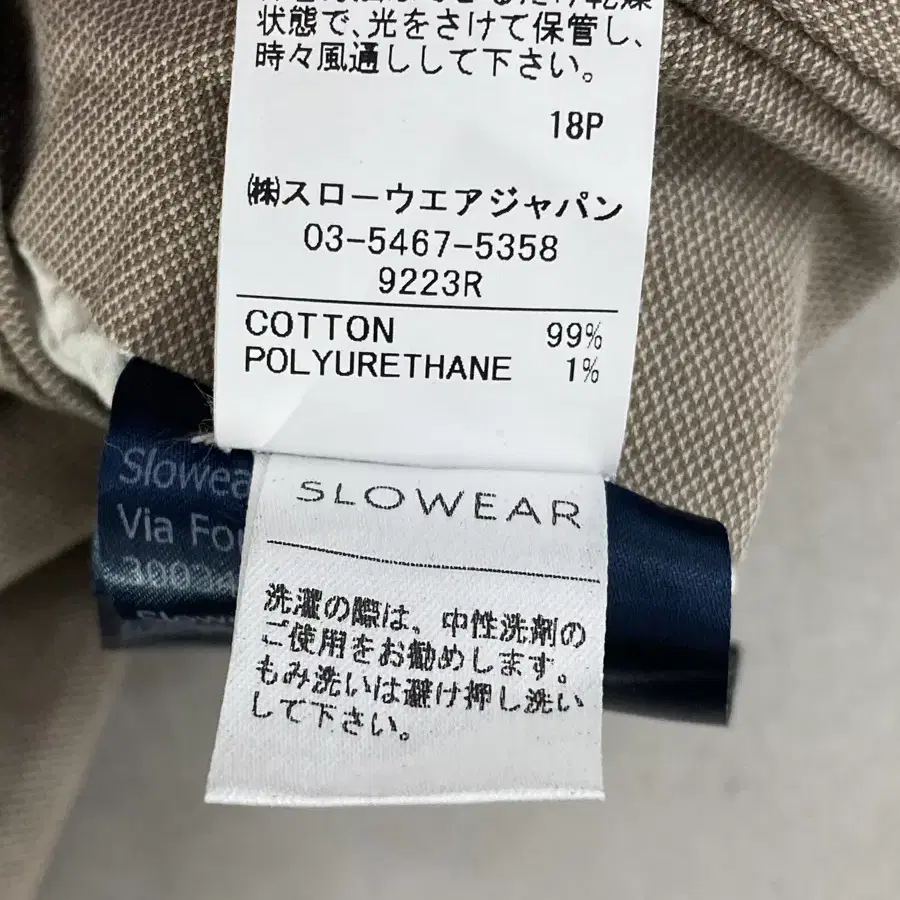 状態で、光をさけて保管し、
時々風通しして下さい。
18P
㈱スローウエアジャパン
03-5467-5358
9223R
COTTON 99%
POLYURETHANE 1%
Slowea
Via Fo
SLOWEAR
洗濯の際は、中性洗剤の
ご使用をお勧めします。
もみ洗いは避け押し洗い
して下さい。